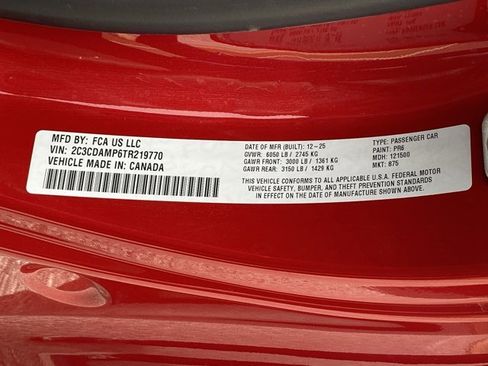 MFD BY: FCA US LLC
VIN: 2C3CDAMP6TR219770
VEHICLE MADE IN: CANADA
DATE OF MFR (BUILT): 12-25
GVWR: 6050 LB / 2745 KG
GAWR FRONT: 3000 LB / 1361 KG
GAWR REAR: 3150 LB / 1429 KG
TYPE: PASSENGER CAR
PAINT: PR6
MDH: 121500
MKT: 875
THIS VEHICLE CONFORMS TO ALL APPLICABLE U.S.A. FEDERAL MOTOR
VEHICLE SAFETY, BUMPER, AND THEFT PREVENTION STANDARDS
IN EFFECT ON THE DATE OF MANUFACTURE SHOWN ABOVE.